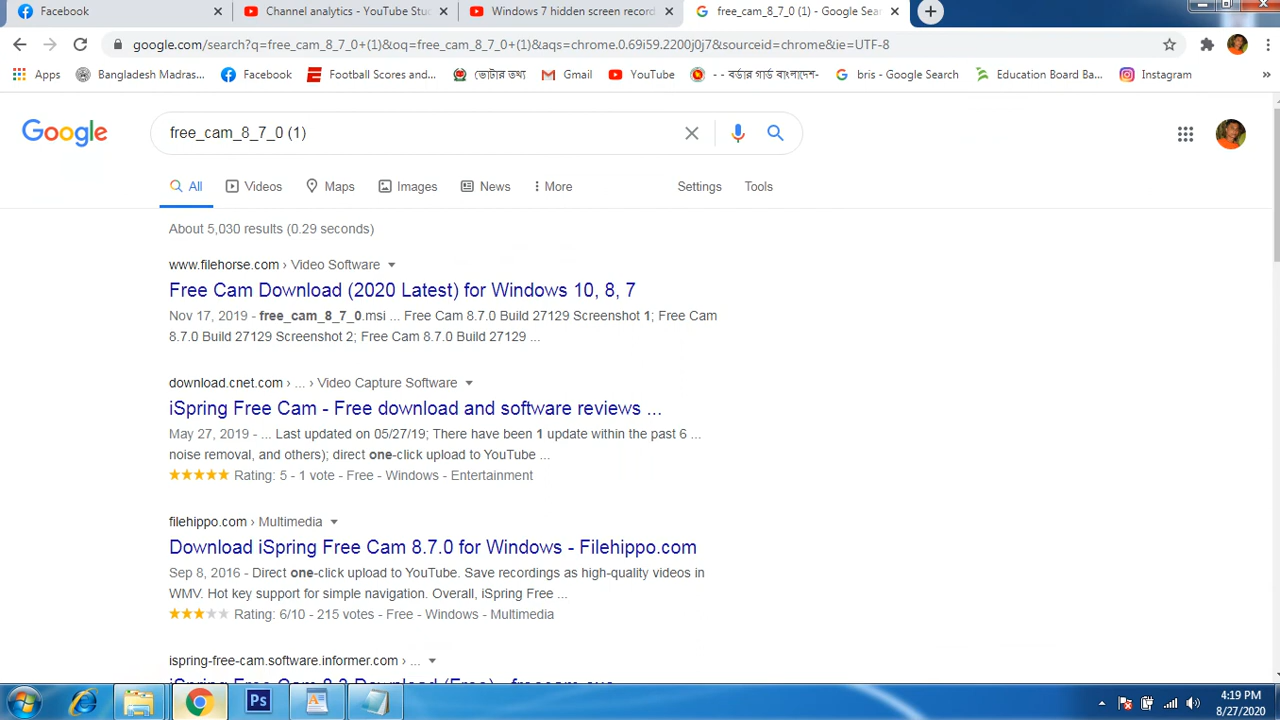 Facebook
Channel analytics - YouTube Stu
Windows 7 hidden screen record
free_cam_8_7_0 (1) - Google Sea
google.com/search?q=free_cam_8_7_0+(1)&oq=free_cam_8_7_0+(1)&aqs=chrome.0.69i59.2200j0j7&sourceid=chrome&ie=UTF-8
Apps
Bangladesh Madras...
Facebook
Football Scores and...
ভোটার তথ্য
Gmail
YouTube
- - বর্ডার গার্ড বাংলাদেশ-
bris - Google Search
Education Board Ba...
Instagram
»
Google
free_cam_8_7_0 (1)
All
Videos
Maps
Images
News
More
Settings
Tools
About 5,030 results (0.29 seconds)
www.filehorse.com › Video Software
Free Cam Download (2020 Latest) for Windows 10, 8, 7
Nov 17, 2019 - free_cam_8_7_0.msi ... Free Cam 8.7.0 Build 27129 Screenshot 1; Free Cam
8.7.0 Build 27129 Screenshot 2; Free Cam 8.7.0 Build 27129 ...
download.cnet.com › ... › Video Capture Software
iSpring Free Cam - Free download and software reviews ...
May 27, 2019 - ... Last updated on 05/27/19; There have been 1 update within the past 6 ...
noise removal, and others); direct one-click upload to YouTube ...
Rating: 5 - 1 vote - Free - Windows - Entertainment
filehippo.com › Multimedia
Download iSpring Free Cam 8.7.0 for Windows - Filehippo.com
Sep 8, 2016 - Direct one-click upload to YouTube. Save recordings as high-quality videos in
WMV. Hot key support for simple navigation. Overall, iSpring Free ...
Rating: 6/10 - 215 votes - Free - Windows - Multimedia
ispring-free-cam.software.informer.com › ...
iSpring Free Cam 8.3 Download (Free) - freecam.exe
Ps
4:19 PM
8/27/2020